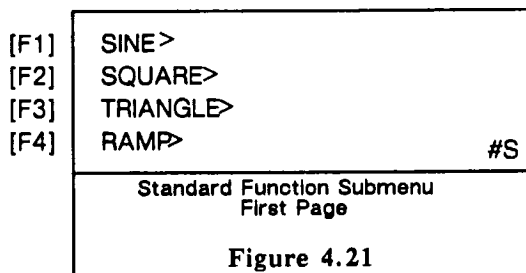 [F1] SINE>
[F2] SQUARE>
[F3] TRIANGLE>
[F4] RAMP> #S
Standard Function Submenu
First Page
Figure 4.21